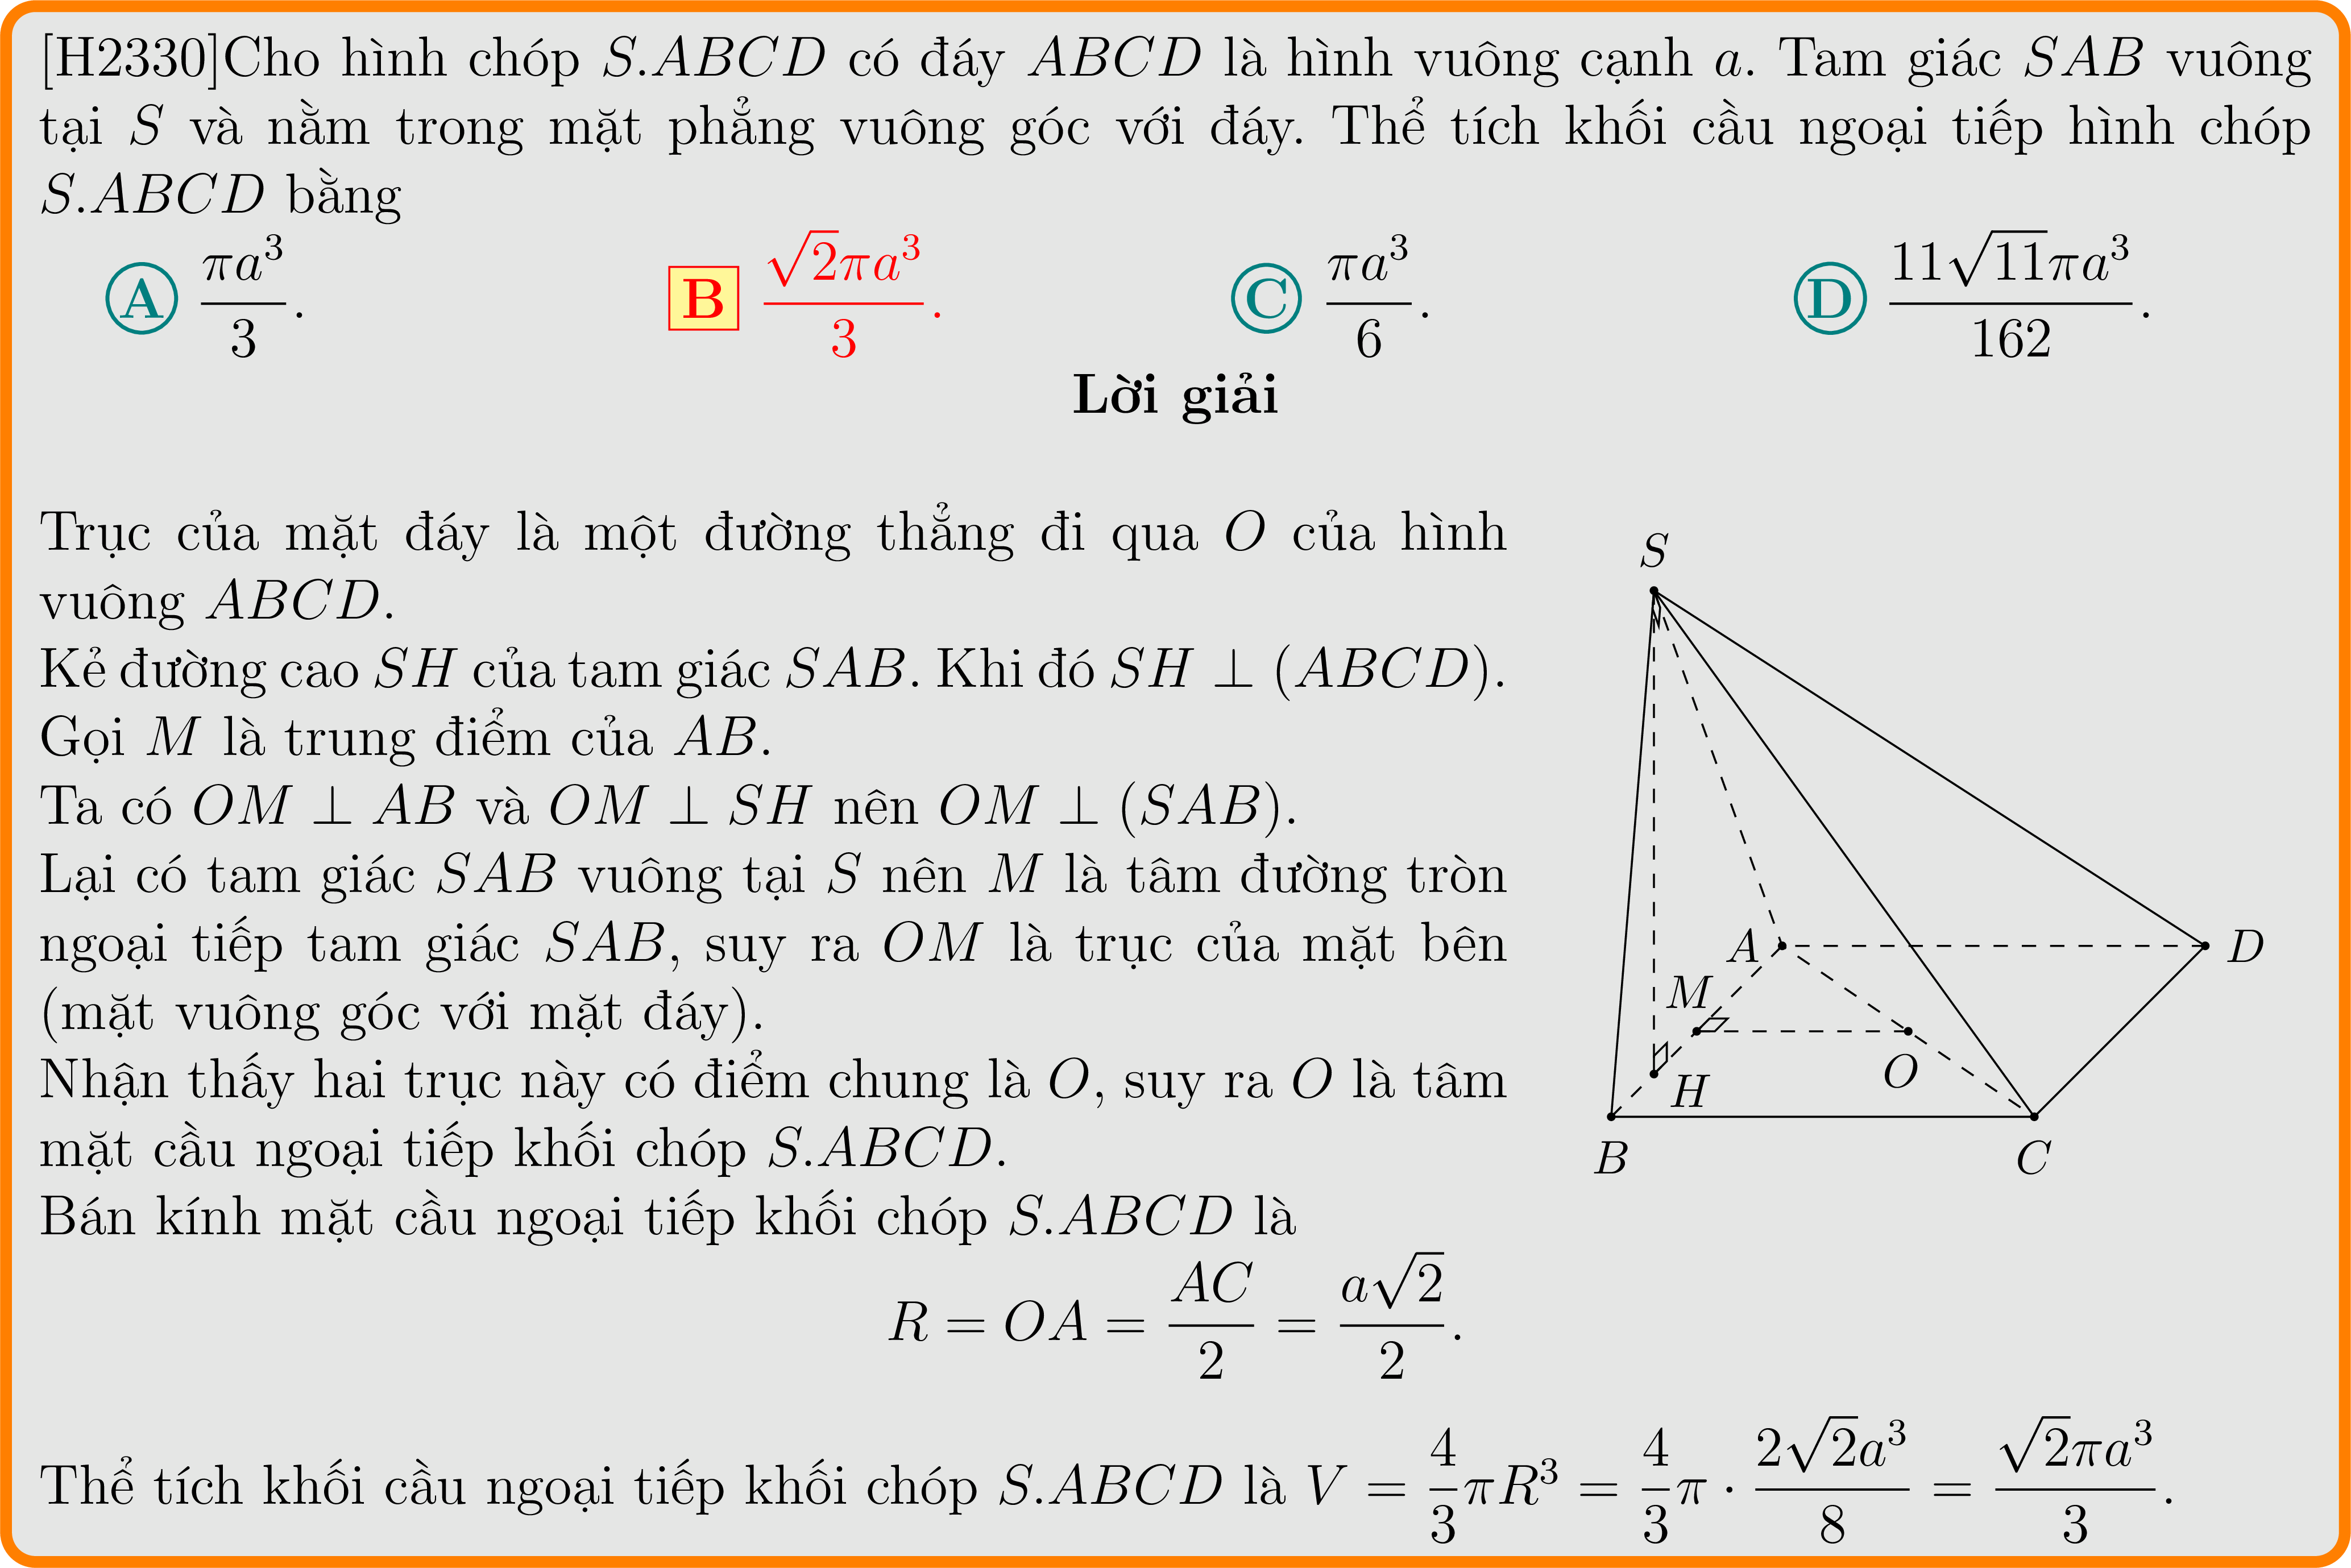 [H2330]Cho hình chóp S.ABCD có đáy ABCD là hình vuông cạnh a. Tam giác SAB vuông
tại S và nằm trong mặt phẳng vuông góc với đáy. Thể tích khối cầu ngoại tiếp hình chóp
S.ABCD bằng
A $\frac{\pi a^3}{3}$. B $\frac{\sqrt{2}\pi a^3}{3}$. C $\frac{\pi a^3}{6}$. D $\frac{11\sqrt{11}\pi a^3}{162}$.
Lời giải
Trục của mặt đáy là một đường thẳng đi qua O của hình
vuông ABCD.
Kẻ đường cao SH của tam giác SAB. Khi đó SH ⊥ (ABCD).
Gọi M là trung điểm của AB.
Ta có OM ⊥ AB và OM ⊥ SH nên OM ⊥ (SAB).
Lại có tam giác SAB vuông tại S nên M là tâm đường tròn
ngoại tiếp tam giác SAB, suy ra OM là trục của mặt bên
(mặt vuông góc với mặt đáy).
Nhận thấy hai trục này có điểm chung là O, suy ra O là tâm
mặt cầu ngoại tiếp khối chóp S.ABCD.
Bán kính mặt cầu ngoại tiếp khối chóp S.ABCD là
S
A
D
M
O
H
B
C
$R = OA = \frac{AC}{2} = \frac{a\sqrt{2}}{2}$.
Thể tích khối cầu ngoại tiếp khối chóp S.ABCD là $V = \frac{4}{3}\pi R^3 = \frac{4}{3}\pi \cdot \frac{2\sqrt{2}a^3}{8} = \frac{\sqrt{2}\pi a^3}{3}$.